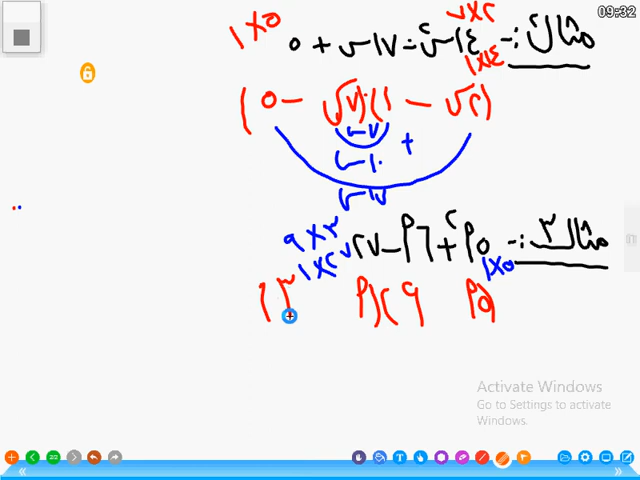 09:32
٧×٢
مثال ٢ :- ١٤س٢ - ١٧س + ٥
١×٥
١×١٤
(٢س - ١)(٧س - ٥)
٧س
+
١٠س
١٧س
٩×٣
مثال ٣ :- ٥م٢ + ٦م - ٢٧
١×٢٧
١×٥
(٥م ٩)(م ٣)
Activate Windows
Go to Settings to activate
Windows.